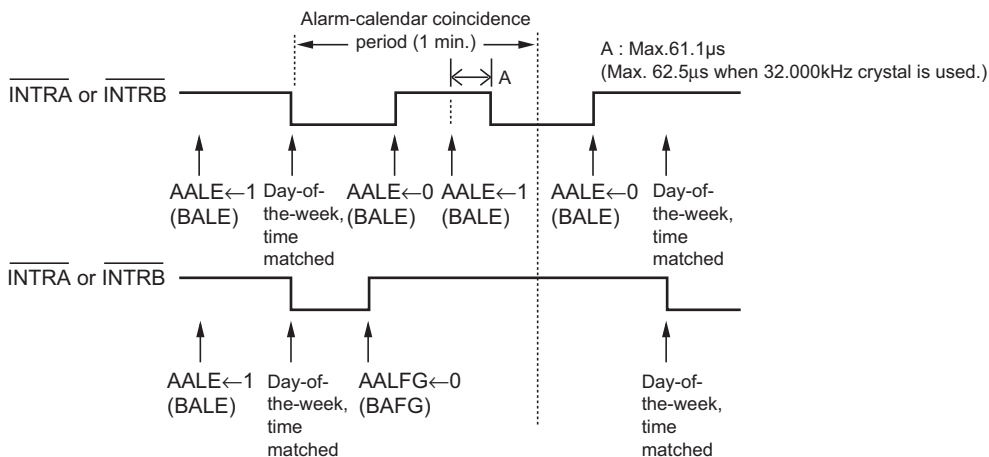 Alarm-calendar coincidence
period (1 min.)
A : Max.61.1µs
(Max. 62.5µs when 32.000kHz crystal is used.)
A
INTRA or INTRB
AALE←1
(BALE)
Day-of-
the-week,
time
matched
AALE←0
(BALE)
AALE←1
(BALE)
AALE←0
(BALE)
Day-of-
the-week,
time
matched
INTRA or INTRB
AALE←1
(BALE)
Day-of-
the-week,
time
matched
AALFG←0
(BAFG)
Day-of-
the-week,
time
matched